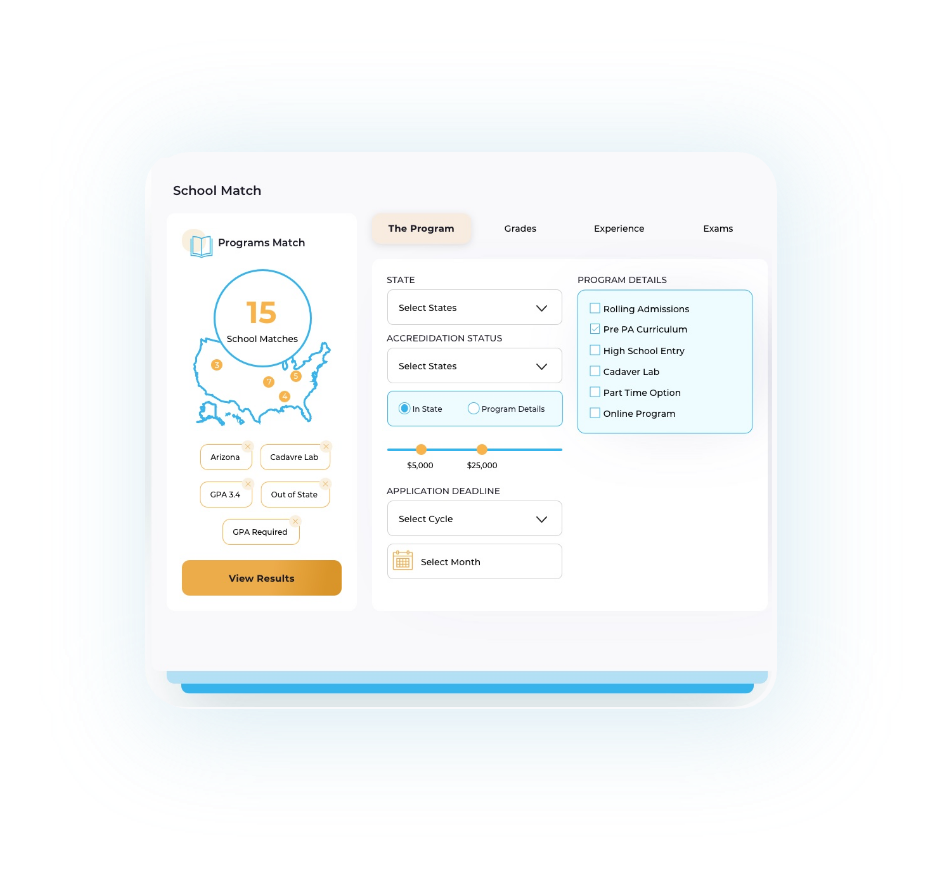 School Match
Programs Match
15
School Matches
3
5
7
4
Arizona
Cadavre Lab
GPA 3.4
Out of State
GPA Required
View Results
The Program
Grades
Experience
Exams
STATE
Select States
ACCREDIDATION STATUS
Select States
In State
Program Details
$5,000
$25,000
APPLICATION DEADLINE
Select Cycle
Select Month
PROGRAM DETAILS
Rolling Admissions
Pre PA Curriculum
High School Entry
Cadaver Lab
Part Time Option
Online Program